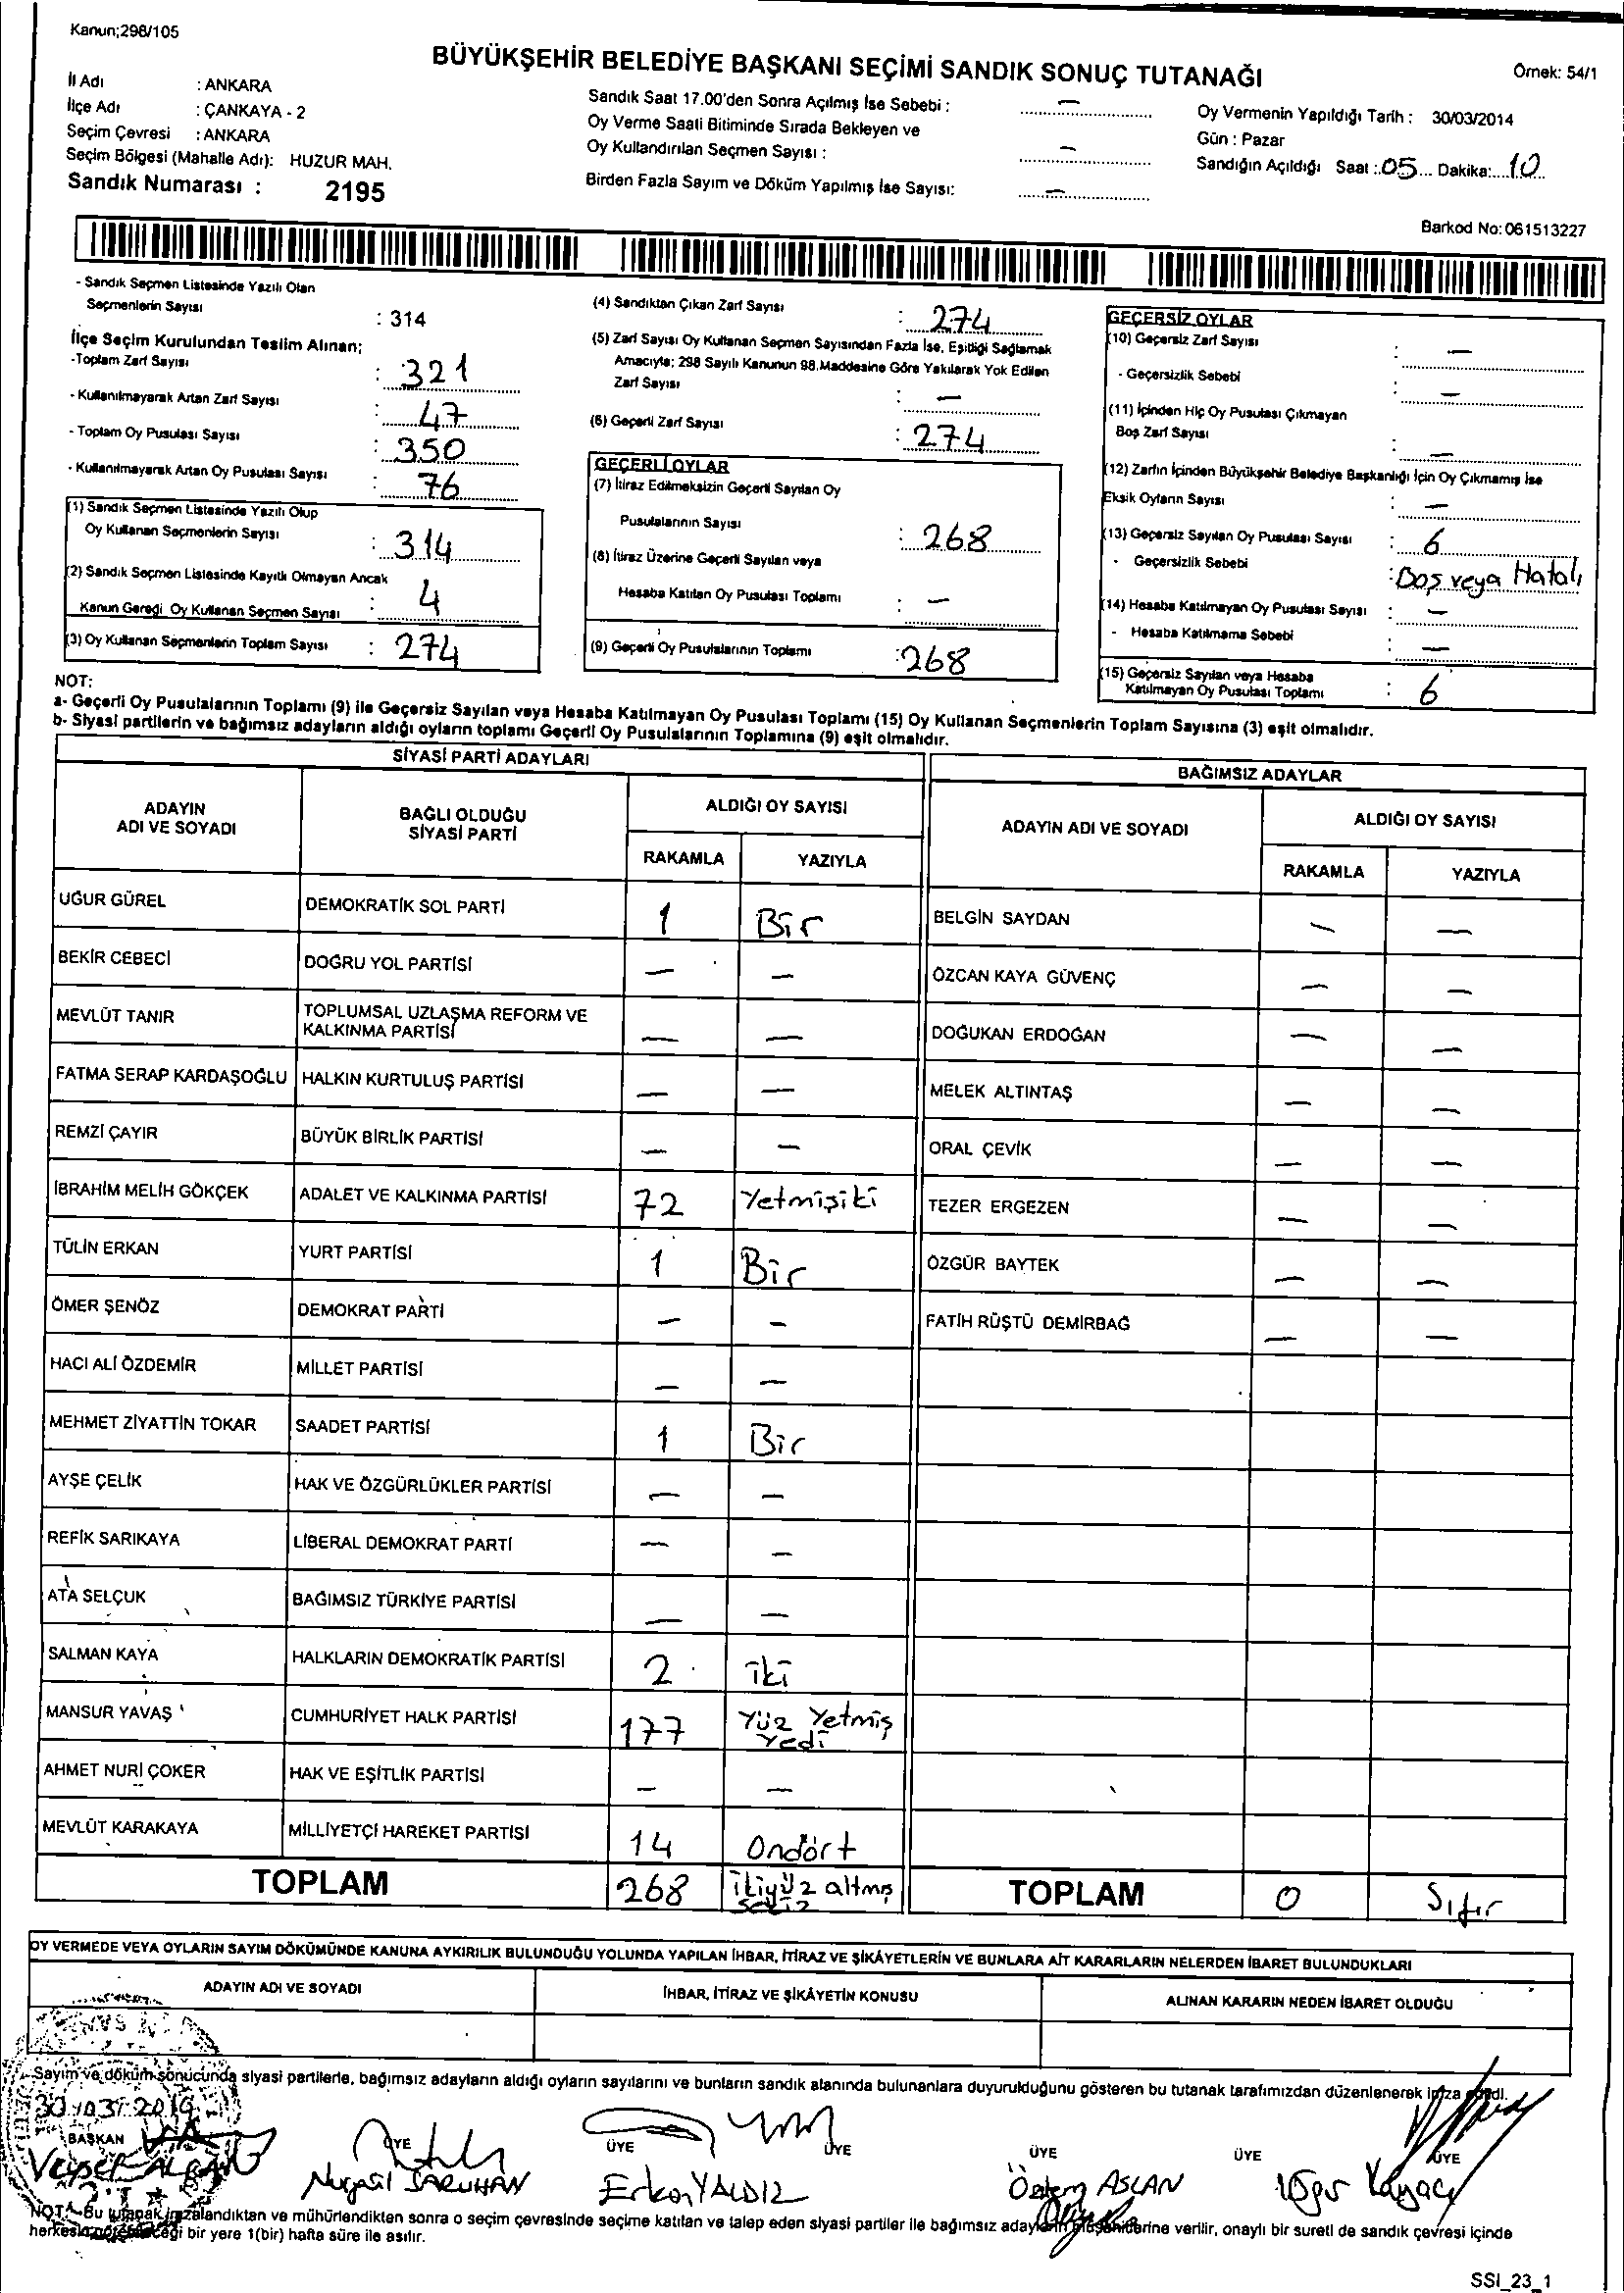 Kanun;298/105
BÜYÜKŞEHİR BELEDİYE BAŞKANI SEÇİMİ SANDIK SONUÇ TUTANAĞI
Örnek: 54/1
İl Adı : ANKARA
İlçe Adı : ÇANKAYA - 2
Seçim Çevresi : ANKARA
Seçim Bölgesi (Mahalle Adı): HUZUR MAH.
Sandık Numarası : 2195
Sandık Saat 17.00'den Sonra Açılmış İse Sebebi : —
Oy Verme Saati Bitiminde Sırada Bekleyen ve
Oy Kullandırılan Seçmen Sayısı : —
Birden Fazla Sayım ve Döküm Yapılmış İse Sayısı: —
Oy Vermenin Yapıldığı Tarih : 30/03/2014
Gün : Pazar
Sandığın Açıldığı Saat : 05 Dakika: 10
Barkod No: 061513227
- Sandık Seçmen Listesinde Yazılı Olan
Seçmenlerin Sayısı : 314
İlçe Seçim Kurulundan Teslim Alınan;
-Toplam Zarf Sayısı : 321
- Kullanılmayarak Artan Zarf Sayısı : 47
- Toplam Oy Pusulası Sayısı : 350
- Kullanılmayarak Artan Oy Pusulası Sayısı : 76
(1) Sandık Seçmen Listesinde Yazılı Olup
Oy Kullanan Seçmenlerin Sayısı : 314
(2) Sandık Seçmen Listesinde Kayıtlı Olmayan Ancak
Kanun Gereği Oy Kullanan Seçmen Sayısı : 4
(3) Oy Kullanan Seçmenlerin Toplam Sayısı : 274
(4) Sandıktan Çıkan Zarf Sayısı : 274
(5) Zarf Sayısı Oy Kullanan Seçmen Sayısından Fazla İse, Eşitliği Sağlamak
Amacıyla; 298 Sayılı Kanunun 98.Maddesine Göre Yakılarak Yok Edilen
Zarf Sayısı : —
(6) Geçerli Zarf Sayısı : 274
GEÇERLİ OYLAR
(7) İtiraz Edilmeksizin Geçerli Sayılan Oy
Pusulalarının Sayısı : 268
(8) İtiraz Üzerine Geçerli Sayılan veya
Hesaba Katılan Oy Pusulası Toplamı : —
(9) Geçerli Oy Pusulalarının Toplamı : 268
GEÇERSİZ OYLAR
(10) Geçersiz Zarf Sayısı : —
- Geçersizlik Sebebi : —
(11) İçinden Hiç Oy Pusulası Çıkmayan
Boş Zarf Sayısı : —
(12) Zarfın İçinden Büyükşehir Belediye Başkanlığı İçin Oy Çıkmamış İse
Eksik Oyların Sayısı : —
(13) Geçersiz Sayılan Oy Pusulası Sayısı : 6
- Geçersizlik Sebebi : Boş veya Hatalı
(14) Hesaba Katılmayan Oy Pusulası Sayısı : —
- Hesaba Katılmama Sebebi : —
(15) Geçersiz Sayılan veya Hesaba
Katılmayan Oy Pusulası Toplamı : 6
NOT:
a- Geçerli Oy Pusulalarının Toplamı (9) ile Geçersiz Sayılan veya Hesaba Katılmayan Oy Pusulası Toplamı (15) Oy Kullanan Seçmenlerin Toplam Sayısına (3) eşit olmalıdır.
b- Siyasi partilerin ve bağımsız adayların aldığı oyların toplamı Geçerli Oy Pusulalarının Toplamına (9) eşit olmalıdır.
SİYASİ PARTİ ADAYLARI
ADAYIN ADI VE SOYADI BAĞLI OLDUĞU SİYASİ PARTİ ALDIĞI OY SAYISI
RAKAMLA YAZIYLA
UĞUR GÜREL DEMOKRATİK SOL PARTİ 1 Bir
BEKİR CEBECİ DOĞRU YOL PARTİSİ — —
MEVLÜT TANIR TOPLUMSAL UZLAŞMA REFORM VE KALKINMA PARTİSİ — —
FATMA SERAP KARDAŞOĞLU HALKIN KURTULUŞ PARTİSİ — —
REMZİ ÇAYIR BÜYÜK BİRLİK PARTİSİ — —
İBRAHİM MELİH GÖKÇEK ADALET VE KALKINMA PARTİSİ 72 Yetmişiki
TÜLİN ERKAN YURT PARTİSİ 1 Bir
ÖMER ŞENÖZ DEMOKRAT PARTİ — —
HACI ALİ ÖZDEMİR MİLLET PARTİSİ — —
MEHMET ZİYATTİN TOKAR SAADET PARTİSİ 1 Bir
AYŞE ÇELİK HAK VE ÖZGÜRLÜKLER PARTİSİ — —
REFİK SARIKAYA LİBERAL DEMOKRAT PARTİ — —
ATA SELÇUK BAĞIMSIZ TÜRKİYE PARTİSİ — —
SALMAN KAYA HALKLARIN DEMOKRATİK PARTİSİ 2 iki
MANSUR YAVAŞ CUMHURİYET HALK PARTİSİ 177 Yüz Yetmiş Yedi
AHMET NURİ ÇOKER HAK VE EŞİTLİK PARTİSİ — —
MEVLÜT KARAKAYA MİLLİYETÇİ HAREKET PARTİSİ 14 Ondört
TOPLAM 268 ikiyüz altmış sekiz
BAĞIMSIZ ADAYLAR
ADAYIN ADI VE SOYADI ALDIĞI OY SAYISI
RAKAMLA YAZIYLA
BELGİN SAYDAN — —
ÖZCAN KAYA GÜVENÇ — —
DOĞUKAN ERDOĞAN — —
MELEK ALTINTAŞ — —
ORAL ÇEVİK — —
TEZER ERGEZEN — —
ÖZGÜR BAYTEK — —
FATİH RÜŞTÜ DEMİRBAĞ — —
TOPLAM 0 Sıfır
OY VERMEDE VEYA OYLARIN SAYIM DÖKÜMÜNDE KANUNA AYKIRILIK BULUNDUĞU YOLUNDA YAPILAN İHBAR, İTİRAZ VE ŞİKÂYETLERİN VE BUNLARA AİT KARARLARIN NELERDEN İBARET BULUNDUKLARI
ADAYIN ADI VE SOYADI İHBAR, İTİRAZ VE ŞİKÂYETİN KONUSU ALINAN KARARIN NEDEN İBARET OLDUĞU
Sayım ve döküm sonucunda siyasi partilerle, bağımsız adayların aldığı oyların sayılarını ve bunların sandık alanında bulunanlara duyurulduğunu gösteren bu tutanak tarafımızdan düzenlenerek imza edildi.
30.03.2014
BAŞKAN ÜYE ÜYE ÜYE ÜYE ÜYE ÜYE
Nurgül SARUHAN Erkan YALDIZ Özlem ASLAN Uğur
NOT: Bu tutanak imzalandıktan ve mühürlendikten sonra o seçim çevresinde seçime katılan ve talep eden siyasi partiler ile bağımsız adayların müşahitlerine verilir, onaylı bir sureti de sandık çevresi içinde
herkesin görebileceği bir yere 1(bir) hafta süre ile asılır.
SSI_23_1